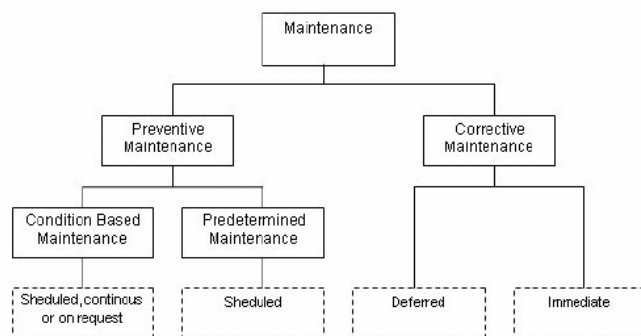 Maintenance
Preventive
Maintenance
Corrective
Maintenance
Condition Based
Maintenance
Predetermined
Maintenance
Sheduled, continous
or on request
Sheduled
Deferred
Immediate